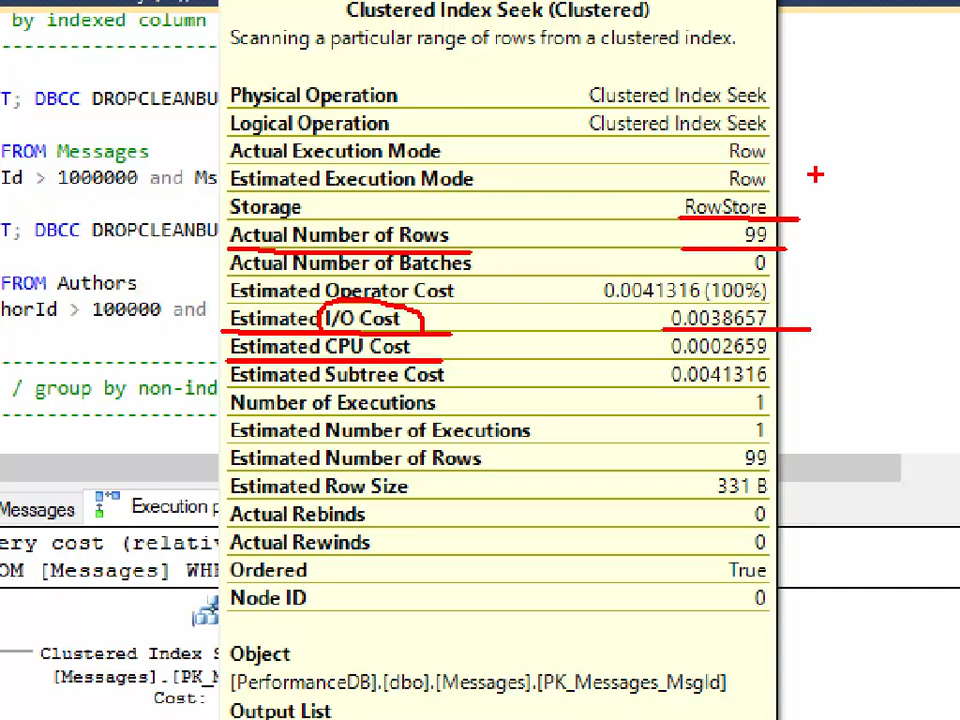 Clustered Index Seek (Clustered)
by indexed column
Scanning a particular range of rows from a clustered index.
----------------------
T; DBCC DROPCLEANBU
Physical Operation Clustered Index Seek
Logical Operation Clustered Index Seek
FROM Messages
Actual Execution Mode Row
Id > 1000000 and Ms
Estimated Execution Mode Row
Storage RowStore
T; DBCC DROPCLEANBU
Actual Number of Rows 99
Actual Number of Batches 0
FROM Authors
Estimated Operator Cost 0.0041316 (100%)
horId > 100000 and
Estimated I/O Cost 0.0038657
Estimated CPU Cost 0.0002659
----------------------
Estimated Subtree Cost 0.0041316
/ group by non-ind
Number of Executions 1
----------------------
Estimated Number of Executions 1
Estimated Number of Rows 99
Estimated Row Size 331 B
Messages Execution p
Actual Rebinds 0
ery cost (relativ
Actual Rewinds 0
OM [Messages] WHE
Ordered True
Node ID 0
Clustered Index S
Object
[Messages].[PK_M
[PerformanceDB].[dbo].[Messages].[PK_Messages_MsgId]
Cost:
Output List